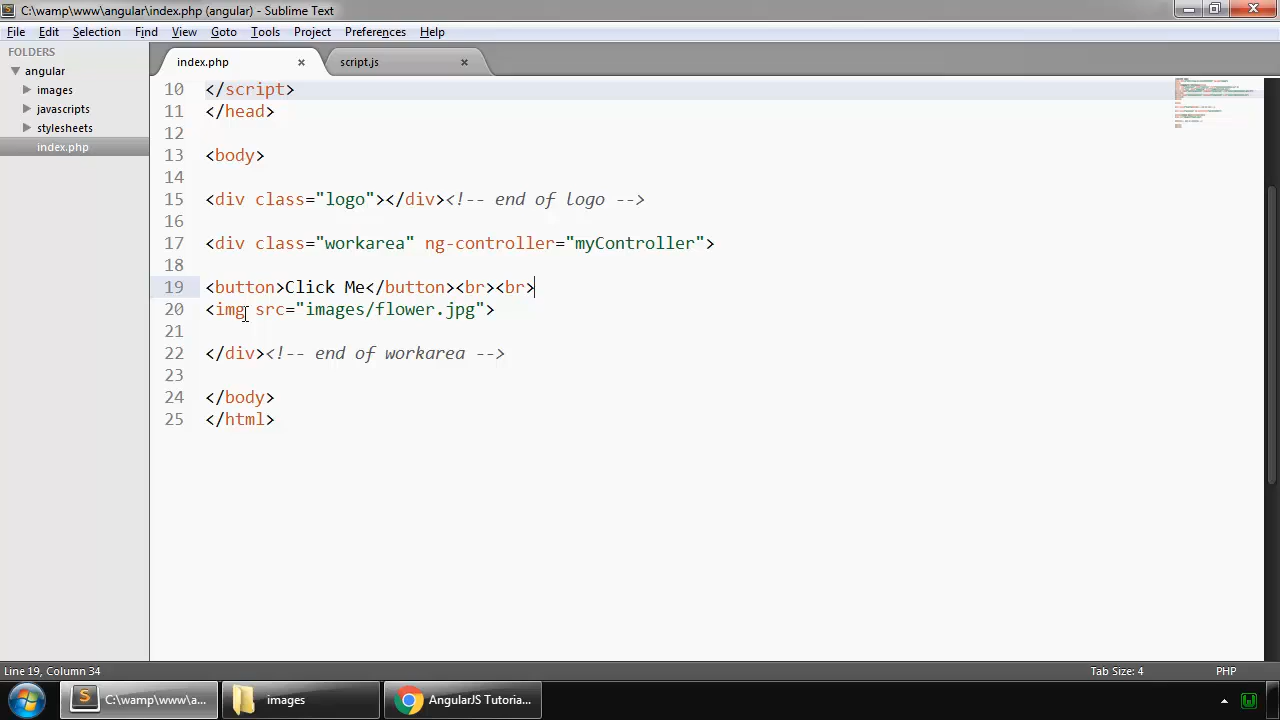 C:\wamp\www\angular\index.php (angular) - Sublime Text
File Edit Selection Find View Goto Tools Project Preferences Help
FOLDERS
angular
images
javascripts
stylesheets
index.php
index.php × script.js ×
10 </script>
11 </head>
12
13 <body>
14
15 <div class="logo"></div><!-- end of logo -->
16
17 <div class="workarea" ng-controller="myController">
18
19 <button>Click Me</button><br><br>
20 <img src="images/flower.jpg">
21
22 </div><!-- end of workarea -->
23
24 </body>
25 </html>
Line 19, Column 34
Tab Size: 4
PHP
C:\wamp\www\a...
images
AngularJS Tutoria...